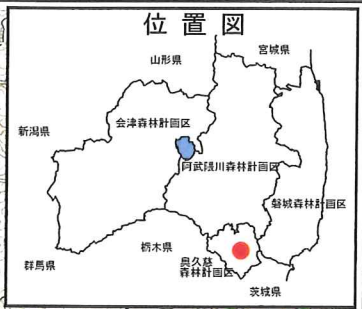 位置図
宮城県
山形県
会津森林計画区
新潟県
阿武隈川森林計画区
磐城森林計画区
栃木県
奥久慈
森林計画区
群馬県
茨城県